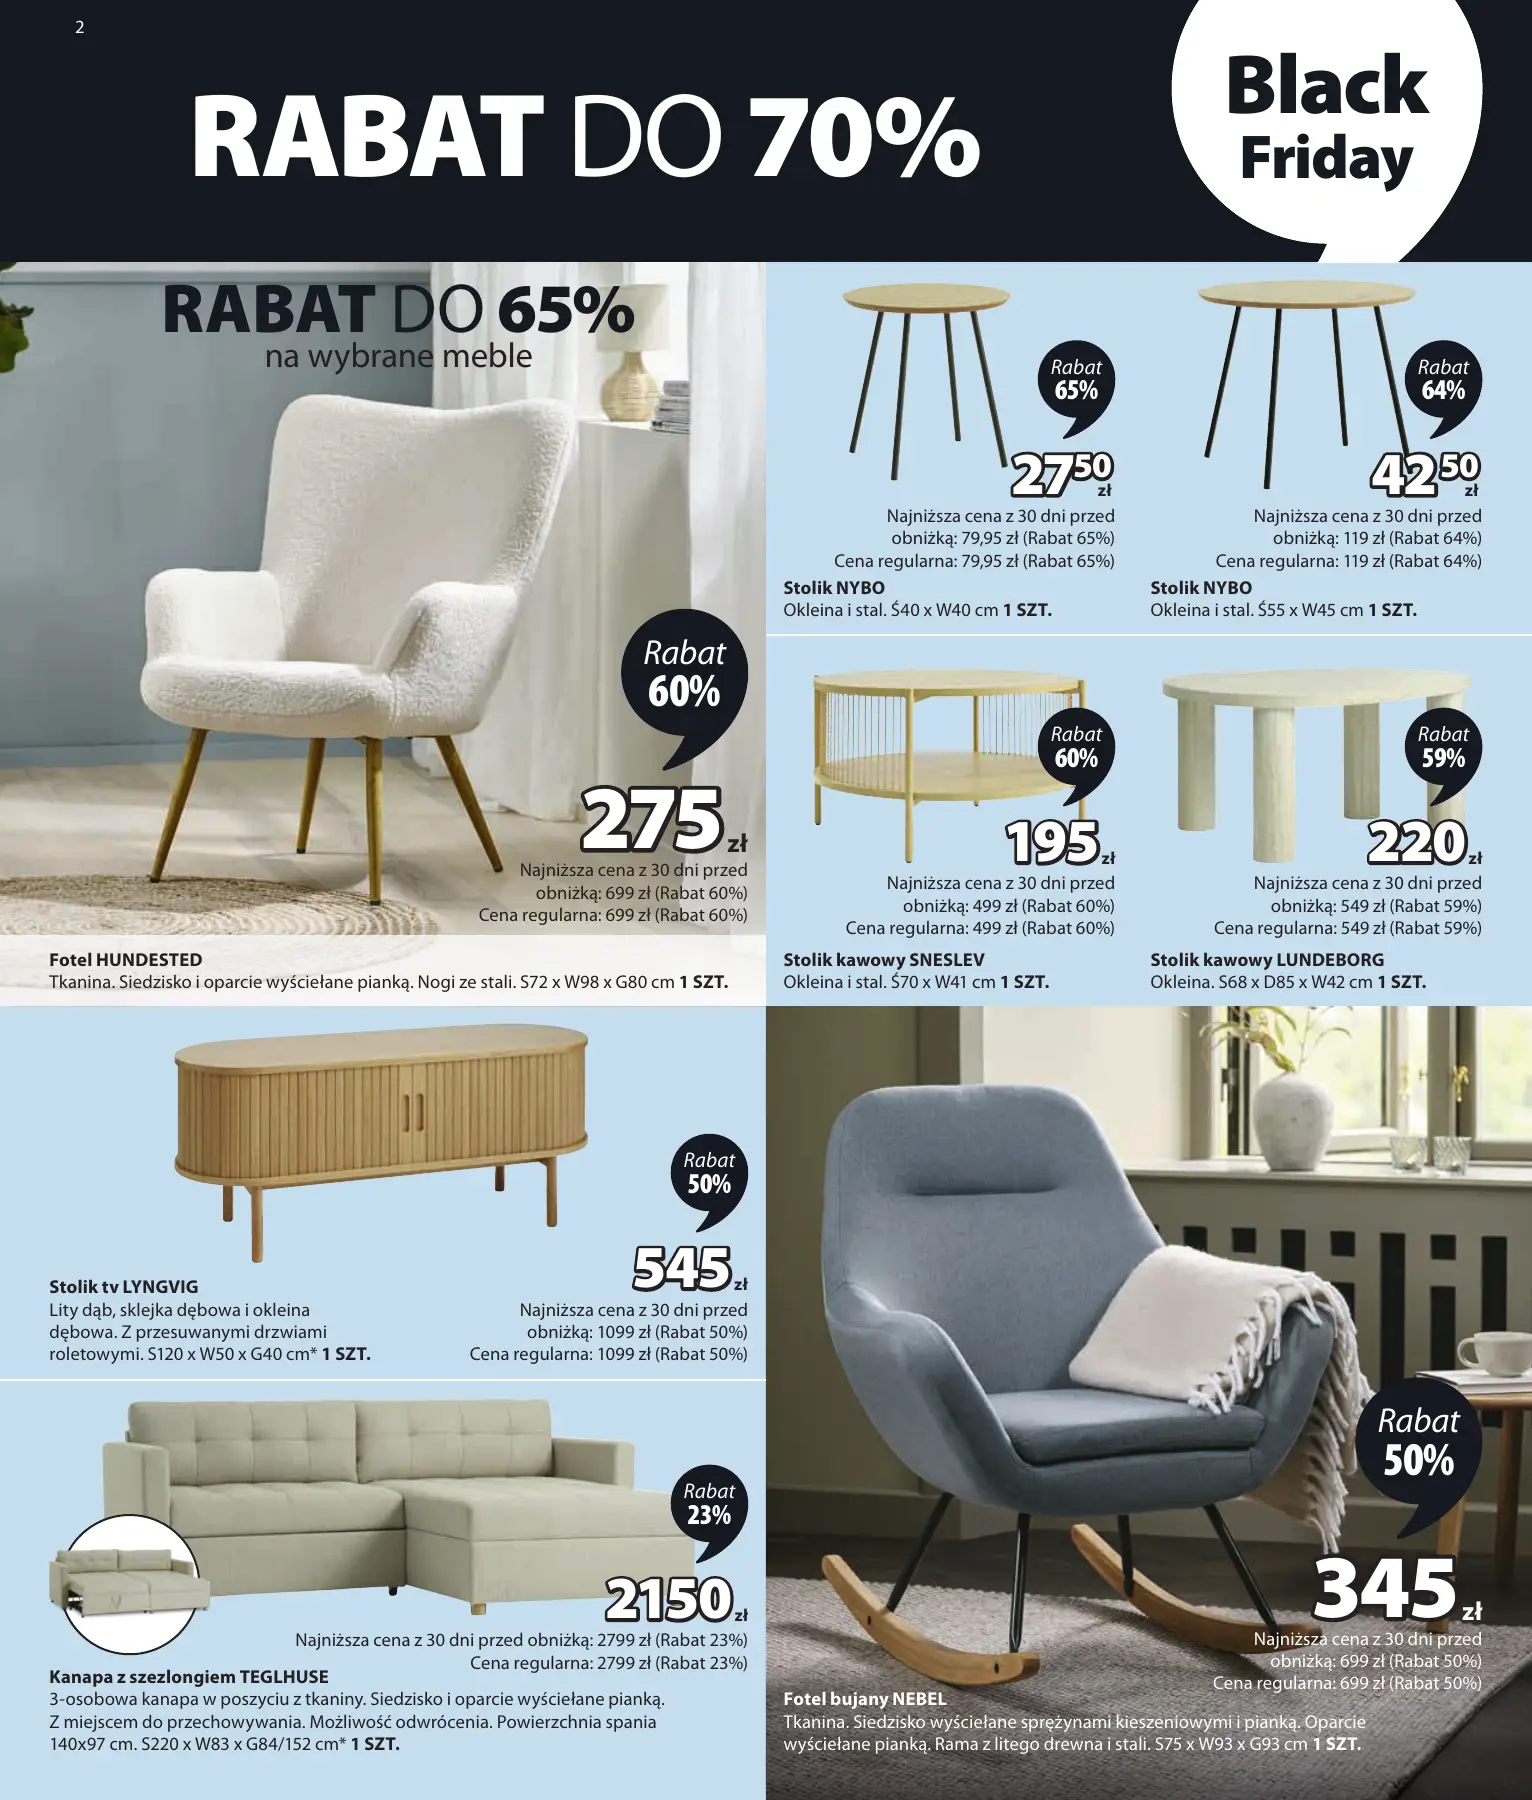 2
RABAT DO 70%
Black
Friday
RABAT DO 65%
na wybrane meble
Rabat
60%
275 zł
Najniższa cena z 30 dni przed
obniżką: 699 zł (Rabat 60%)
Cena regularna: 699 zł (Rabat 60%)
Fotel HUNDESTED
Tkanina. Siedzisko i oparcie wyściełane pianką. Nogi ze stali. S72 x W98 x G80 cm 1 SZT.
Rabat
65%
2750 zł
Najniższa cena z 30 dni przed
obniżką: 79,95 zł (Rabat 65%)
Cena regularna: 79,95 zł (Rabat 65%)
Stolik NYBO
Okleina i stal. Ś40 x W40 cm 1 SZT.
Rabat
64%
4250 zł
Najniższa cena z 30 dni przed
obniżką: 119 zł (Rabat 64%)
Cena regularna: 119 zł (Rabat 64%)
Stolik NYBO
Okleina i stal. Ś55 x W45 cm 1 SZT.
Rabat
60%
195 zł
Najniższa cena z 30 dni przed
obniżką: 499 zł (Rabat 60%)
Cena regularna: 499 zł (Rabat 60%)
Stolik kawowy SNESLEV
Okleina i stal. Ś70 x W41 cm 1 SZT.
Rabat
59%
220 zł
Najniższa cena z 30 dni przed
obniżką: 549 zł (Rabat 59%)
Cena regularna: 549 zł (Rabat 59%)
Stolik kawowy LUNDEBORG
Okleina. S68 x D85 x W42 cm 1 SZT.
Rabat
50%
545 zł
Stolik tv LYNGVIG
Lity dąb, sklejka dębowa i okleina
dębowa. Z przesuwanymi drzwiami
roletowymi. S120 x W50 x G40 cm* 1 SZT.
Najniższa cena z 30 dni przed
obniżką: 1099 zł (Rabat 50%)
Cena regularna: 1099 zł (Rabat 50%)
Rabat
23%
2150 zł
Najniższa cena z 30 dni przed obniżką: 2799 zł (Rabat 23%)
Cena regularna: 2799 zł (Rabat 23%)
Kanapa z szezlongiem TEGLHUSE
3-osobowa kanapa w poszyciu z tkaniny. Siedzisko i oparcie wyściełane pianką.
Z miejscem do przechowywania. Możliwość odwrócenia. Powierzchnia spania
140x97 cm. S220 x W83 x G84/152 cm* 1 SZT.
Rabat
50%
345 zł
Najniższa cena z 30 dni przed
obniżką: 699 zł (Rabat 50%)
Cena regularna: 699 zł (Rabat 50%)
Fotel bujany NEBEL
Tkanina. Siedzisko wyściełane sprężynami kieszeniowymi i pianką. Oparcie
wyściełane pianką. Rama z litego drewna i stali. S75 x W93 x G93 cm 1 SZT.